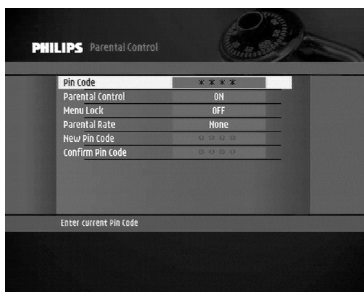 PHILIPS Parental Control
Pin Code * * * *
Parental Control ON
Menu Lock OFF
Parental Rate None
New Pin Code
Confirm Pin Code
Enter current Pin Code